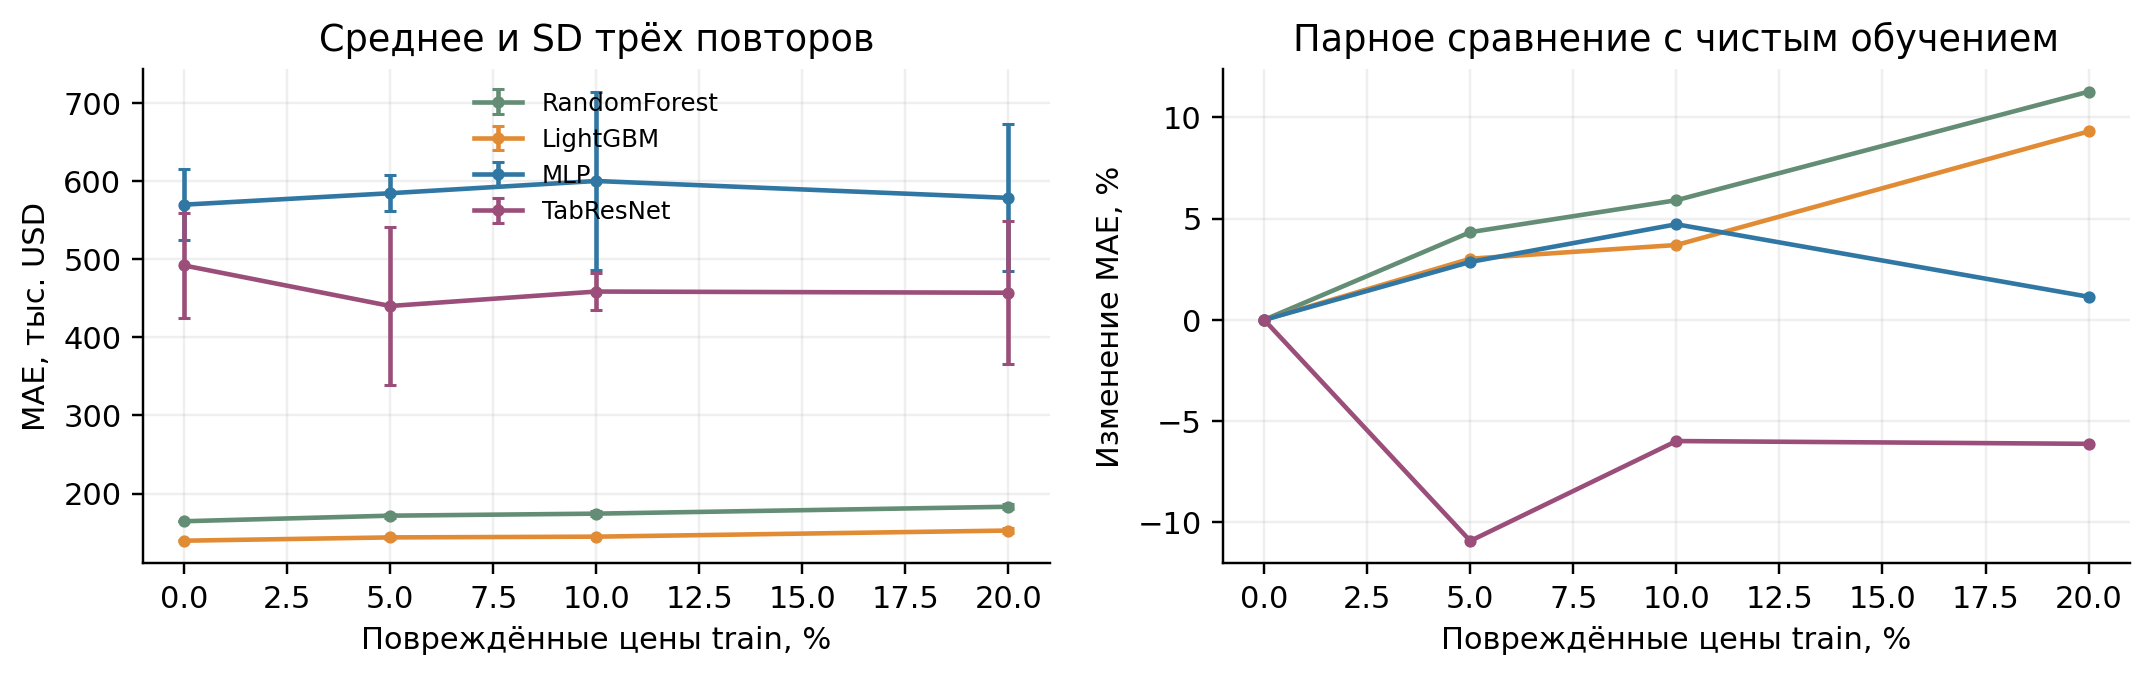 Среднее и SD трёх повторов
МАЕ, тыс. USD
700
600
500
400
300
200
RandomForest
LightGBM
MLP
TabResNet
0.0 2.5 5.0 7.5 10.0 12.5 15.0 17.5 20.0
Повреждённые цены train, %
Парное сравнение с чистым обучением
Изменение MAE, %
10
5
0
−5
−10
0.0 2.5 5.0 7.5 10.0 12.5 15.0 17.5 20.0
Повреждённые цены train, %